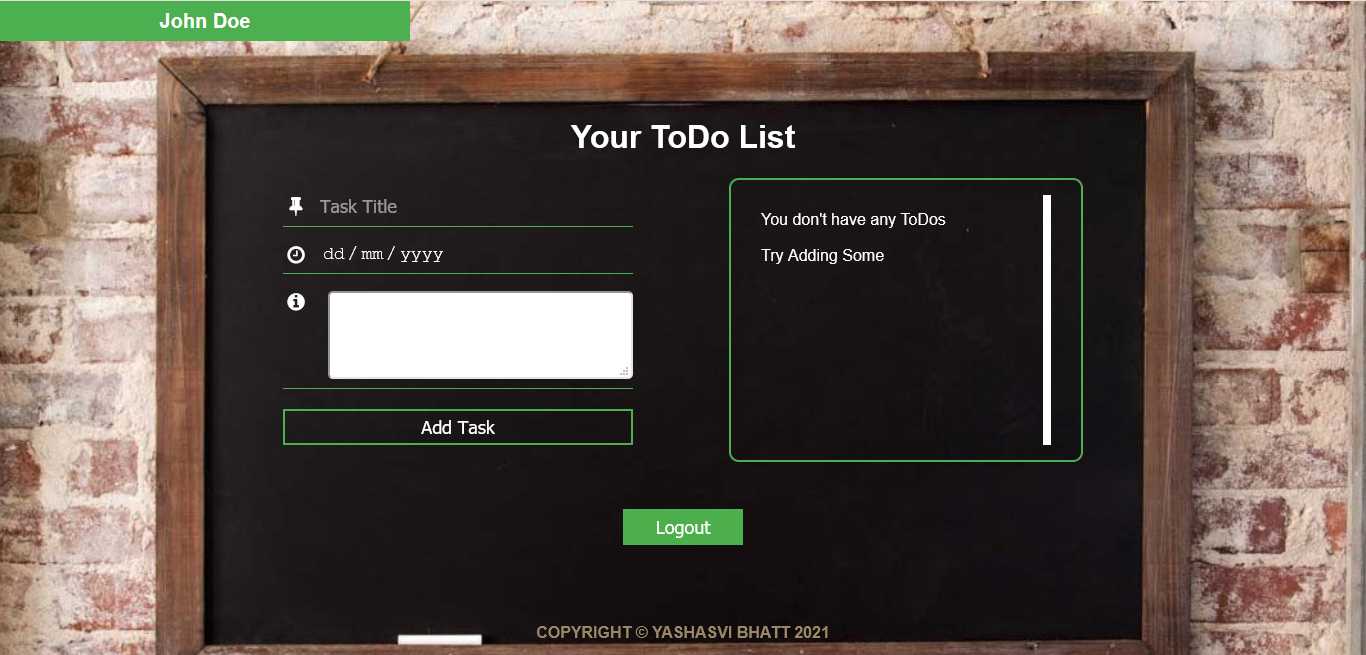 John Doe
Your ToDo List
Task Title
dd / mm / yyyy
Add Task
You don't have any ToDos
Try Adding Some
Logout
COPYRIGHT © YASHASVI BHATT 2021